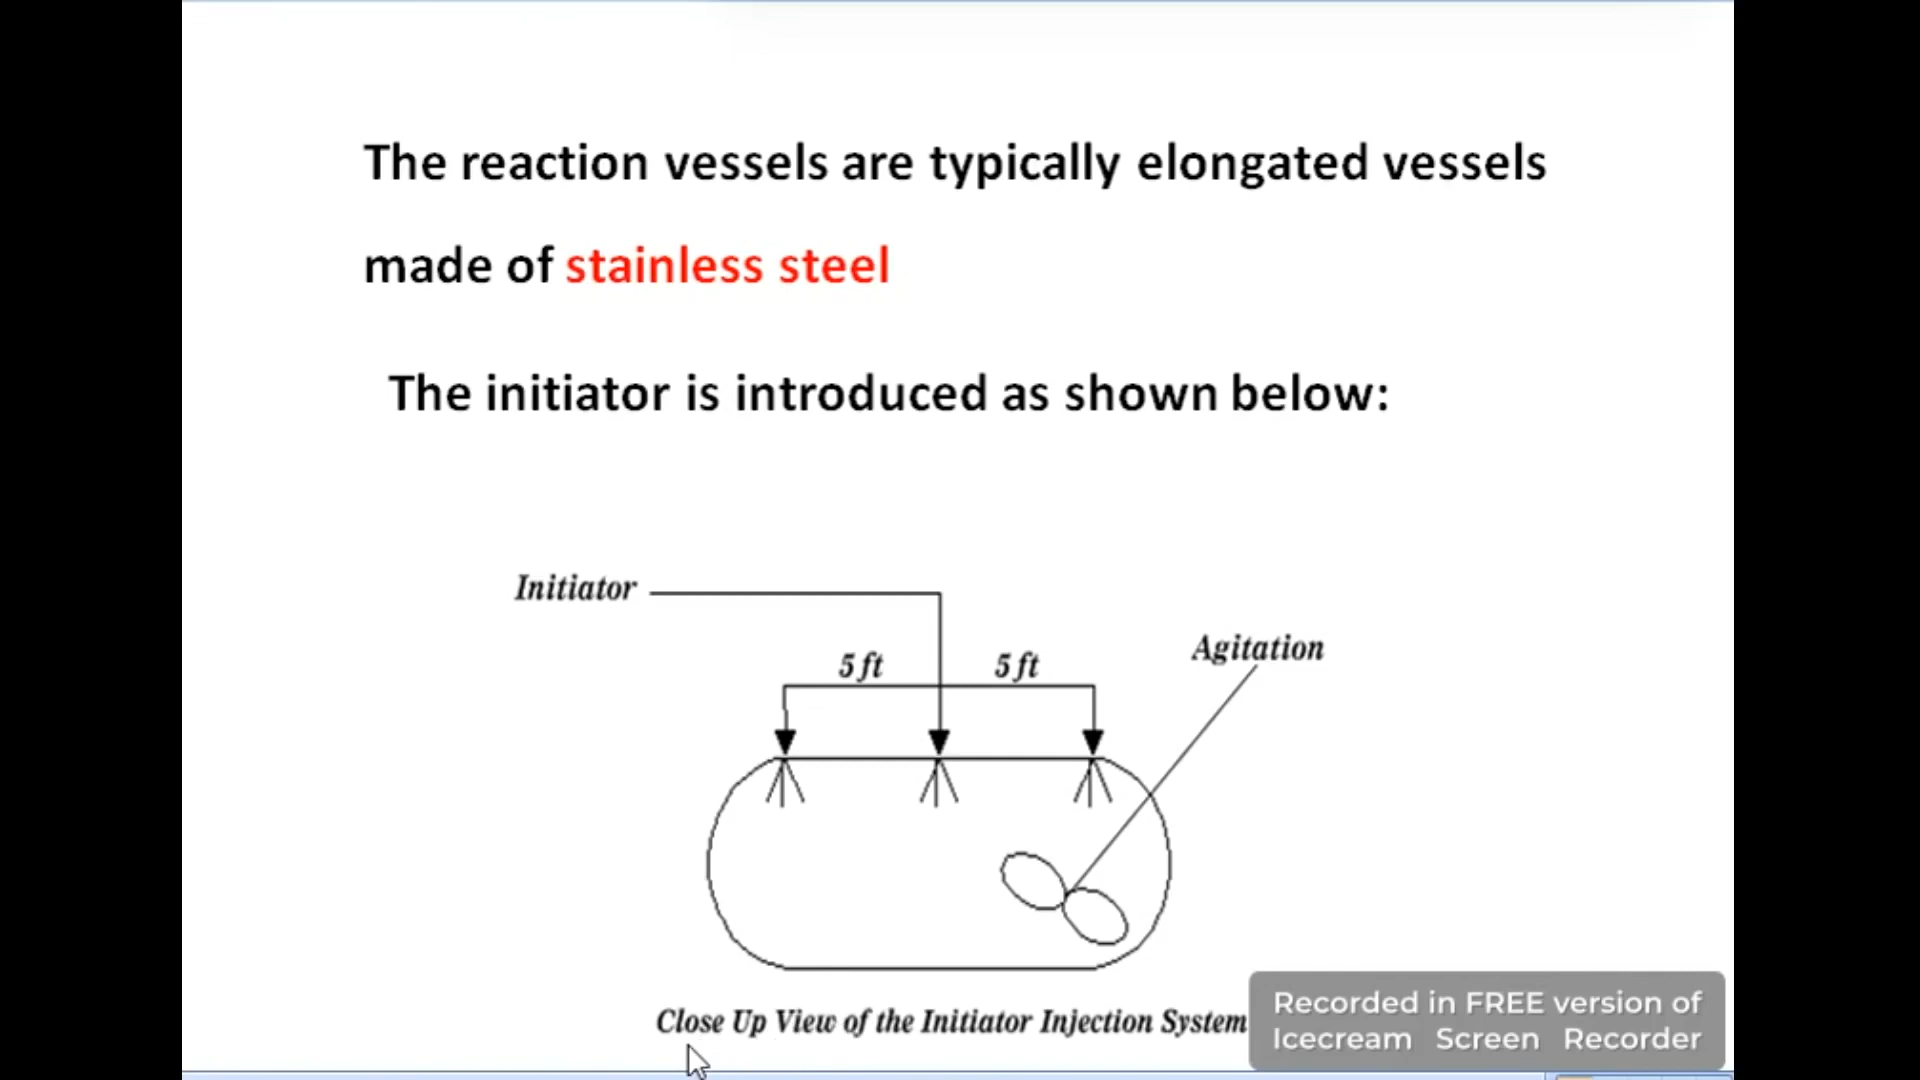 The reaction vessels are typically elongated vessels
made of stainless steel
The initiator is introduced as shown below:
Initiator
Agitation
5 ft
5 ft
Close Up View of the Initiator Injection System
Recorded in FREE version of
Icecream Screen Recorder